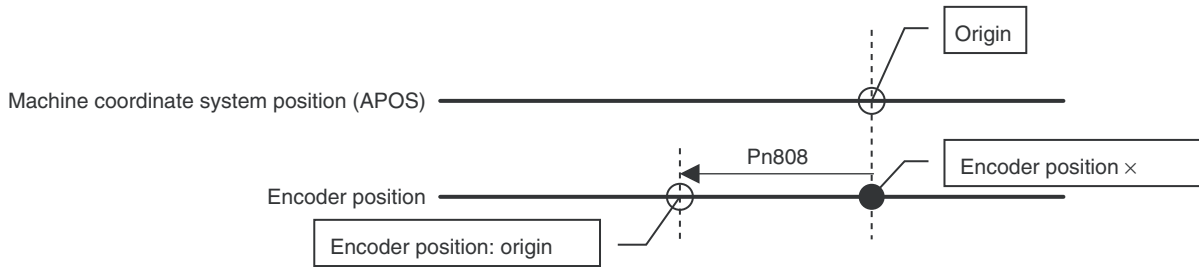 Origin
Machine coordinate system position (APOS)
Pn808
Encoder position ×
Encoder position
Encoder position: origin